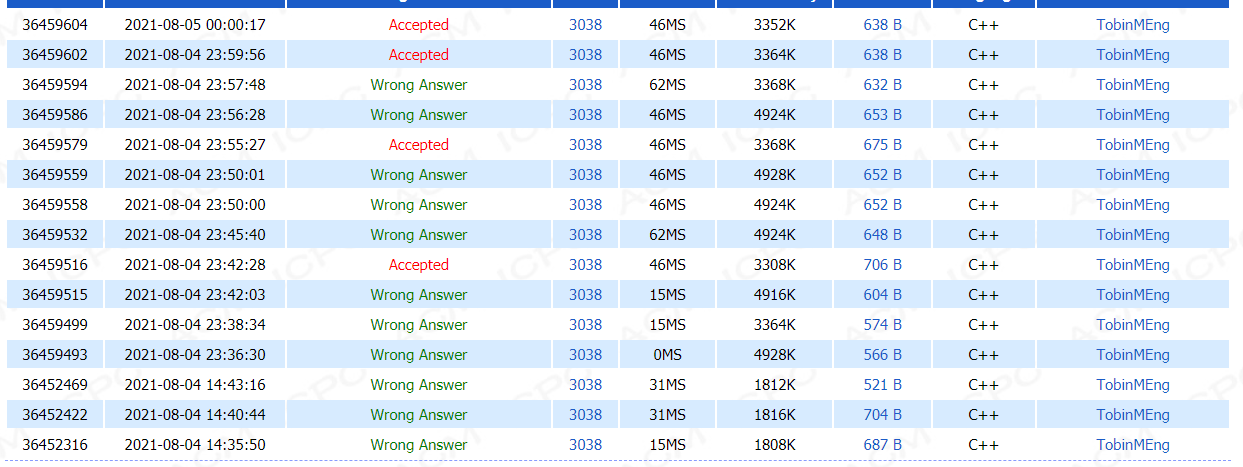 36459604 2021-08-05 00:00:17 Accepted 3038 46MS 3352K 638 B C++ TobinMEng
36459602 2021-08-04 23:59:56 Accepted 3038 46MS 3364K 638 B C++ TobinMEng
36459594 2021-08-04 23:57:48 Wrong Answer 3038 62MS 3368K 632 B C++ TobinMEng
36459586 2021-08-04 23:56:28 Wrong Answer 3038 46MS 4924K 653 B C++ TobinMEng
36459579 2021-08-04 23:55:27 Accepted 3038 46MS 3368K 675 B C++ TobinMEng
36459559 2021-08-04 23:50:01 Wrong Answer 3038 46MS 4928K 652 B C++ TobinMEng
36459558 2021-08-04 23:50:00 Wrong Answer 3038 46MS 4924K 652 B C++ TobinMEng
36459532 2021-08-04 23:45:40 Wrong Answer 3038 62MS 4924K 648 B C++ TobinMEng
36459516 2021-08-04 23:42:28 Accepted 3038 46MS 3308K 706 B C++ TobinMEng
36459515 2021-08-04 23:42:03 Wrong Answer 3038 15MS 4916K 604 B C++ TobinMEng
36459499 2021-08-04 23:38:34 Wrong Answer 3038 15MS 3364K 574 B C++ TobinMEng
36459493 2021-08-04 23:36:30 Wrong Answer 3038 0MS 4928K 566 B C++ TobinMEng
36452469 2021-08-04 14:43:16 Wrong Answer 3038 31MS 1812K 521 B C++ TobinMEng
36452422 2021-08-04 14:40:44 Wrong Answer 3038 31MS 1816K 704 B C++ TobinMEng
36452316 2021-08-04 14:35:50 Wrong Answer 3038 15MS 1808K 687 B C++ TobinMEng